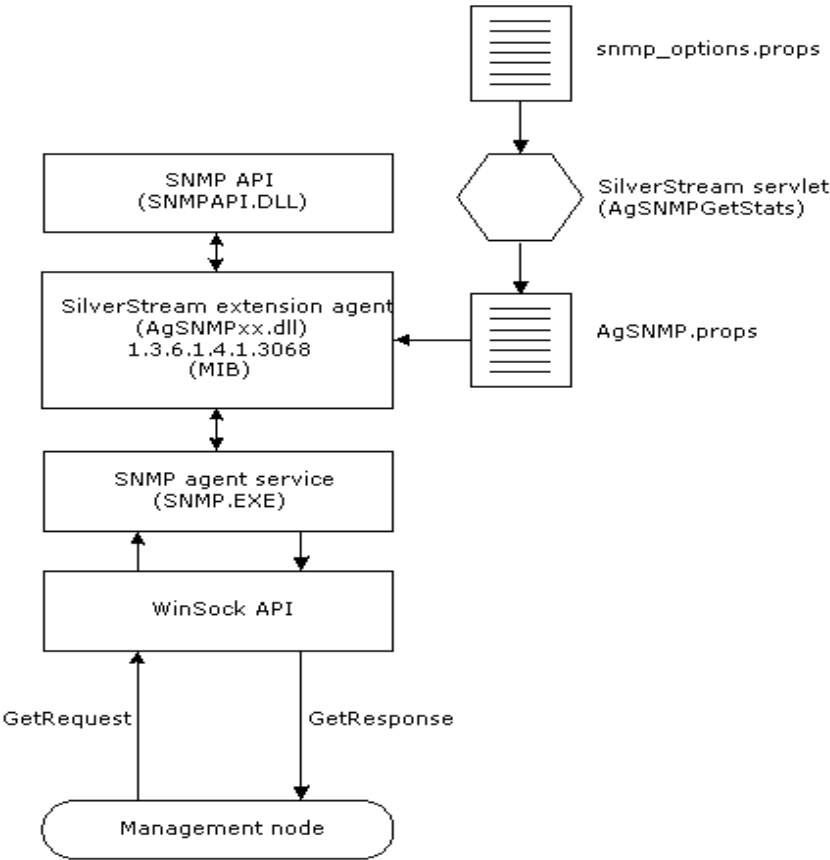 snmp_options.props
SNMP API
(SNMPAPI.DLL)
SilverStream servlet
(AgSNMPGetStats)
SilverStream extension agent
(AgSNMPxx.dll)
1.3.6.1.4.1.3068
(MIB)
AgSNMP.props
SNMP agent service
(SNMP.EXE)
WinSock API
GetRequest
GetResponse
Management node